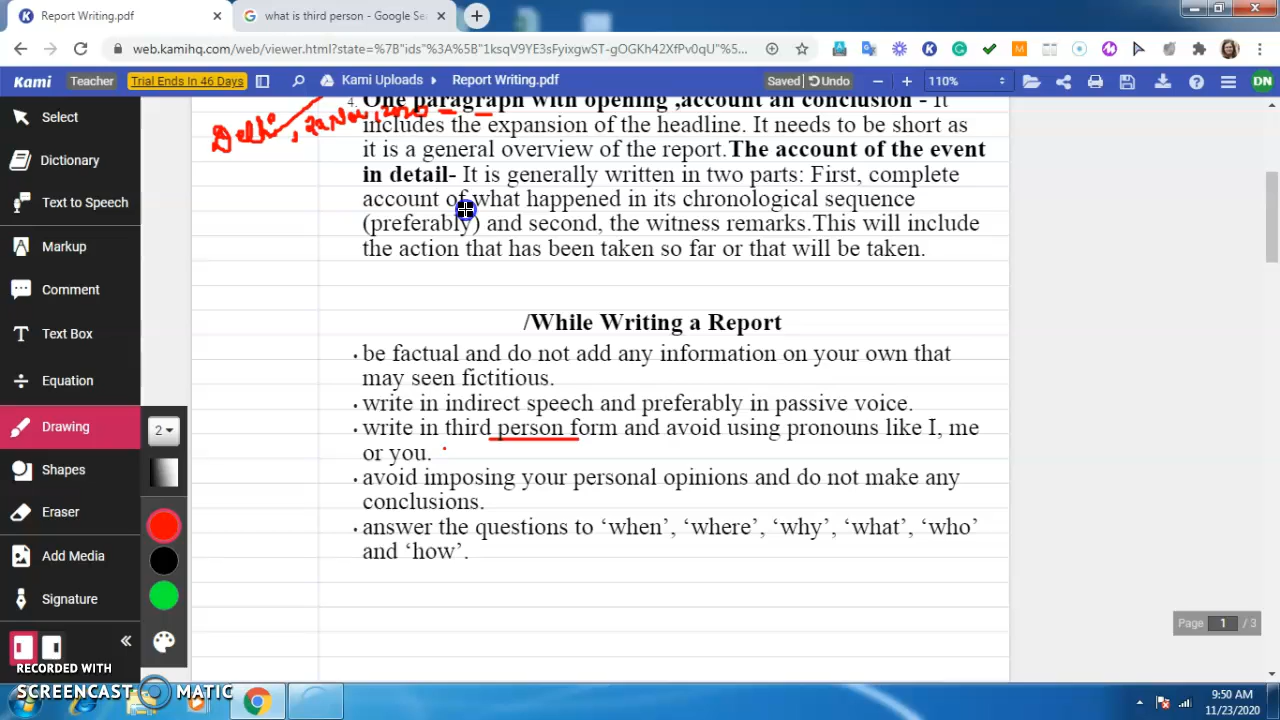 Report Writing.pdf
what is third person - Google Sea
web.kamihq.com/web/viewer.html?state=%7B"ids"%3A%5B"1ksqV9YE3sFyixgwST-gOGKh42XfPv0qU"%5...
Kami Teacher Trial Ends In 46 Days Kami Uploads Report Writing.pdf Saved Undo 110% DN
Select
Dictionary
Text to Speech
Markup
Comment
Text Box
Equation
Drawing
2
Shapes
Eraser
Add Media
Signature
4. One paragraph with opening ,account an conclusion - It
Delhi, 22 Nov, 2020
includes the expansion of the headline. It needs to be short as
it is a general overview of the report.The account of the event
in detail- It is generally written in two parts: First, complete
account of what happened in its chronological sequence
(preferably) and second, the witness remarks.This will include
the action that has been taken so far or that will be taken.
/While Writing a Report
• be factual and do not add any information on your own that
may seen fictitious.
• write in indirect speech and preferably in passive voice.
• write in third person form and avoid using pronouns like I, me
or you.
• avoid imposing your personal opinions and do not make any
conclusions.
• answer the questions to ‘when’, ‘where’, ‘why’, ‘what’, ‘who’
and ‘how’.
Page 1 / 3
RECORDED WITH
SCREENCAST MATIC
9:50 AM
11/23/2020